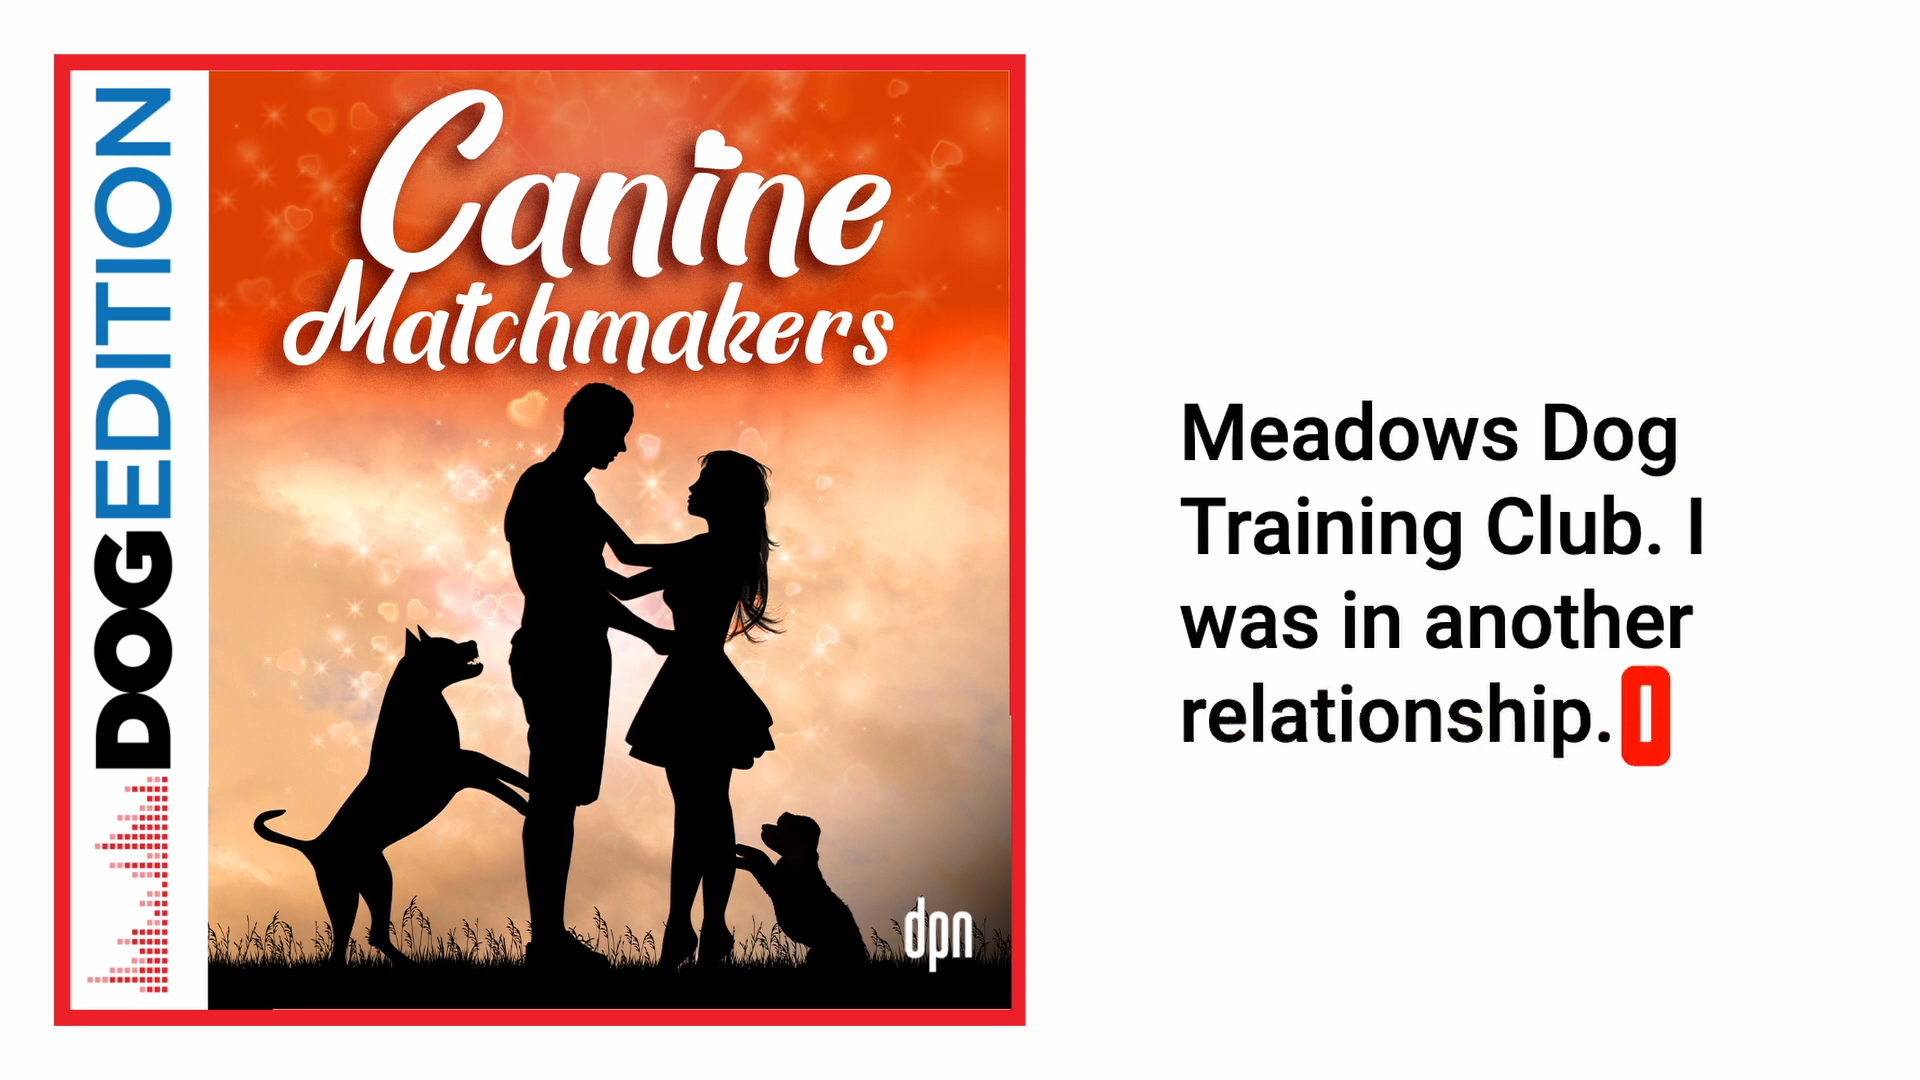 DOGEDITION
Canine
Matchmakers
dpn
Meadows Dog
Training Club. I
was in another
relationship. I